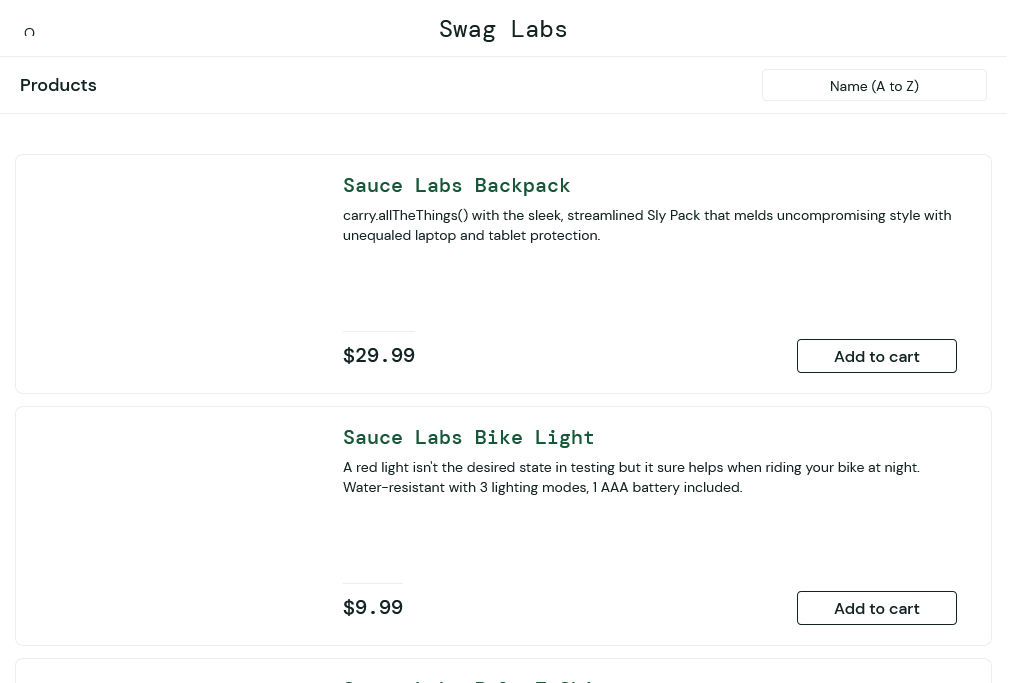 Swag Labs
Products
Name (A to Z)
Sauce Labs Backpack
carry.allTheThings() with the sleek, streamlined Sly Pack that melds uncompromising style with
unequaled laptop and tablet protection.
$29.99
Add to cart
Sauce Labs Bike Light
A red light isn't the desired state in testing but it sure helps when riding your bike at night.
Water-resistant with 3 lighting modes, 1 AAA battery included.
$9.99
Add to cart